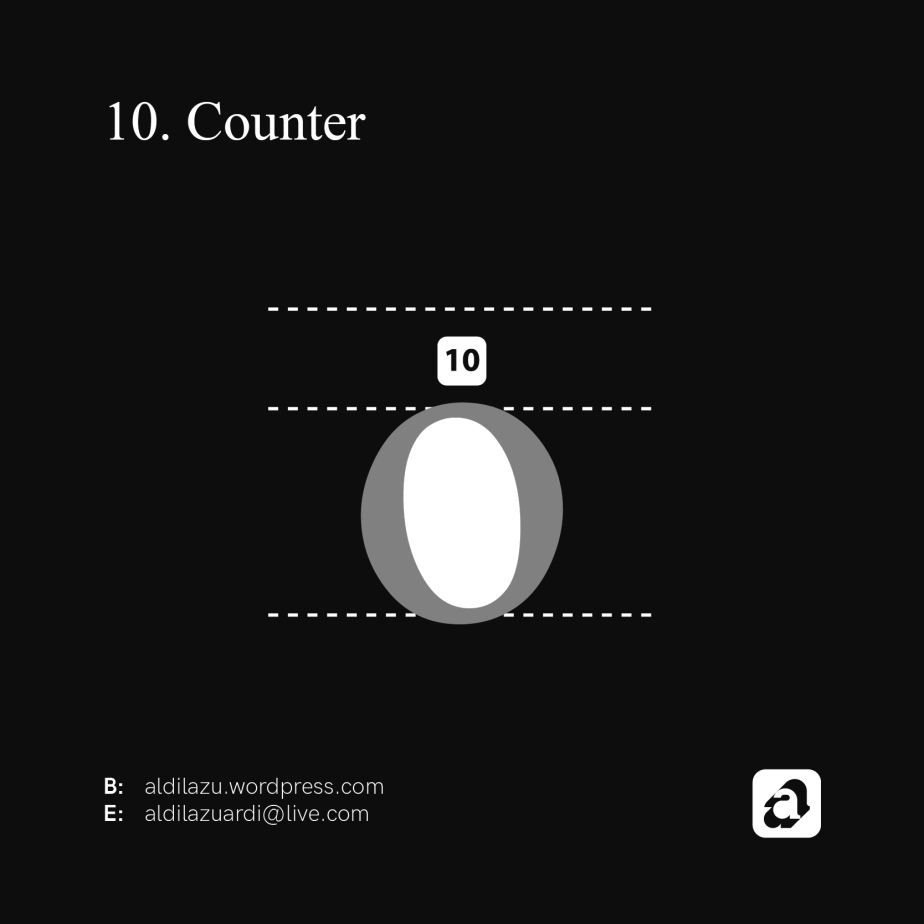 10. Counter
10
o
B: aldilazu.wordpress.com
E: aldilazuardi@live.com
a